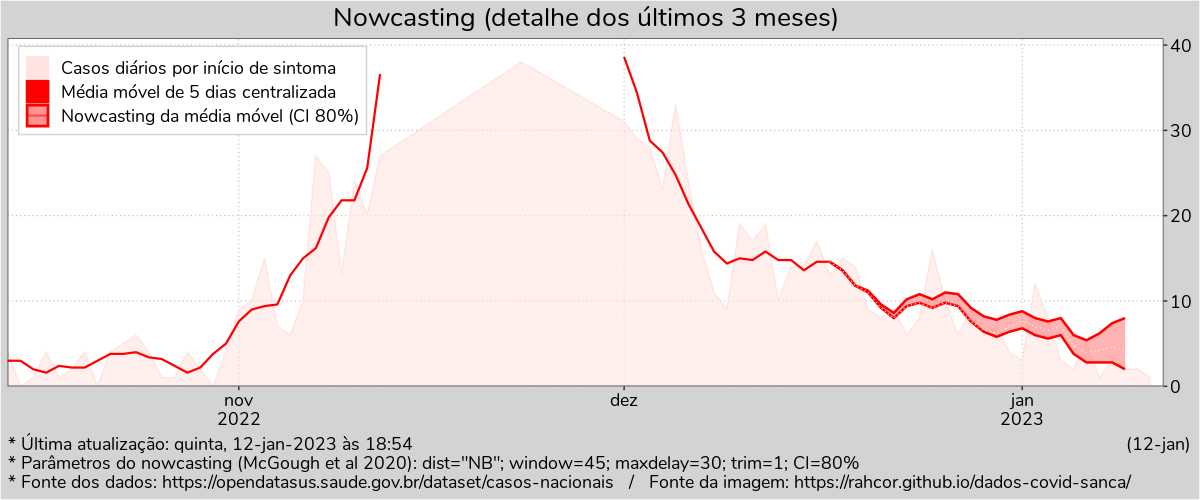 Nowcasting (detalhe dos últimos 3 meses)
Casos diários por início de sintoma
Média móvel de 5 dias centralizada
Nowcasting da média móvel (CI 80%)
40
30
20
10
0
nov
2022
dez
jan
2023
* Última atualização: quinta, 12-jan-2023 às 18:54
(12-jan)
* Parâmetros do nowcasting (McGough et al 2020): dist="NB"; window=45; maxdelay=30; trim=1; CI=80%
* Fonte dos dados: https://opendatasus.saude.gov.br/dataset/casos-nacionais / Fonte da imagem: https://rahcor.github.io/dados-covid-sanca/